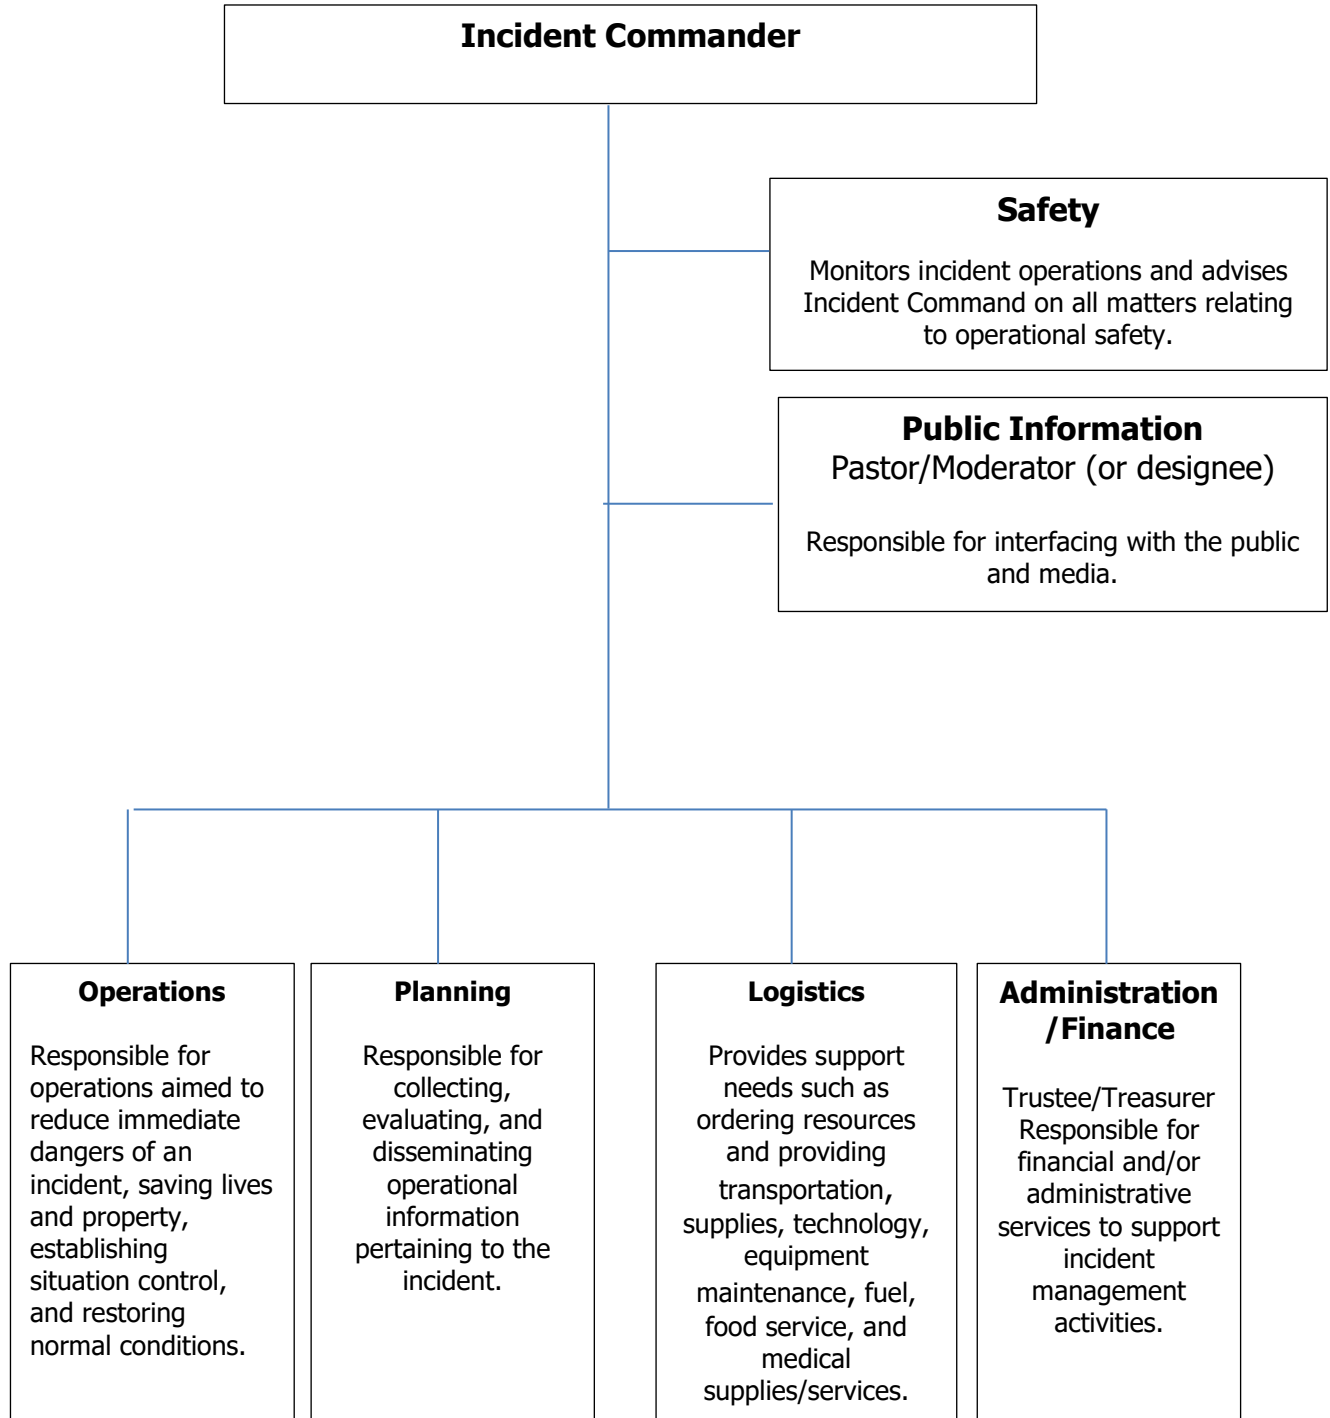 Incident Commander
Safety
Monitors incident operations and advises
Incident Command on all matters relating
to operational safety.
Public Information
Pastor/Moderator (or designee)
Responsible for interfacing with the public
and media.
Operations
Responsible for
operations aimed to
reduce immediate
dangers of an
incident, saving lives
and property,
establishing
situation control,
and restoring
normal conditions.
Planning
Responsible for
collecting,
evaluating, and
disseminating
operational
information
pertaining to the
incident.
Logistics
Provides support
needs such as
ordering resources
and providing
transportation,
supplies, technology,
equipment
maintenance, fuel,
food service, and
medical
supplies/services.
Administration
/Finance
Trustee/Treasurer
Responsible for
financial and/or
administrative
services to support
incident
management
activities.